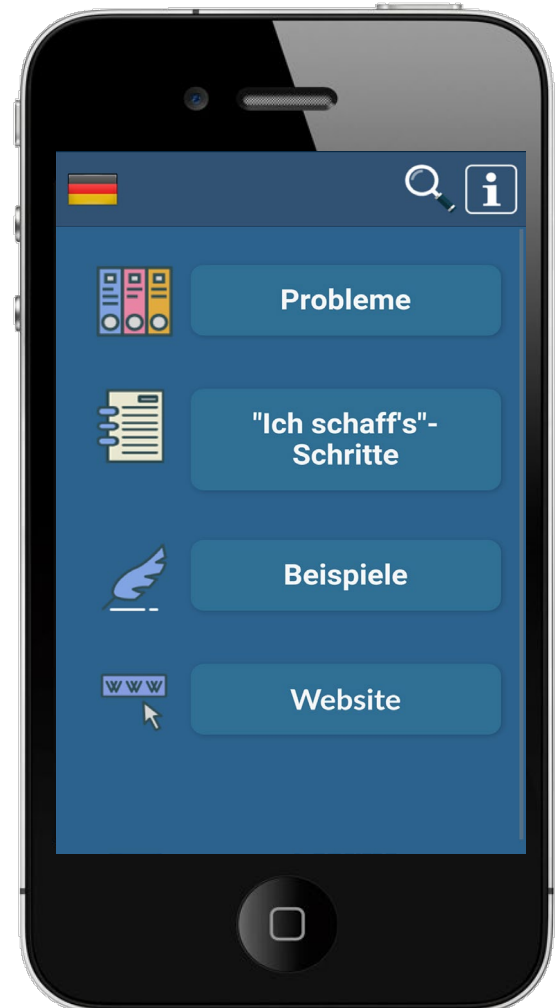 Probleme
"Ich schaff's"-
Schritte
Beispiele
WWW
Website